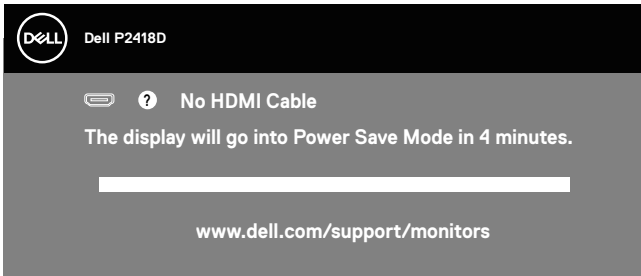 DELL
Dell P2418D
? No HDMI Cable
The display will go into Power Save Mode in 4 minutes.
www.dell.com/support/monitors